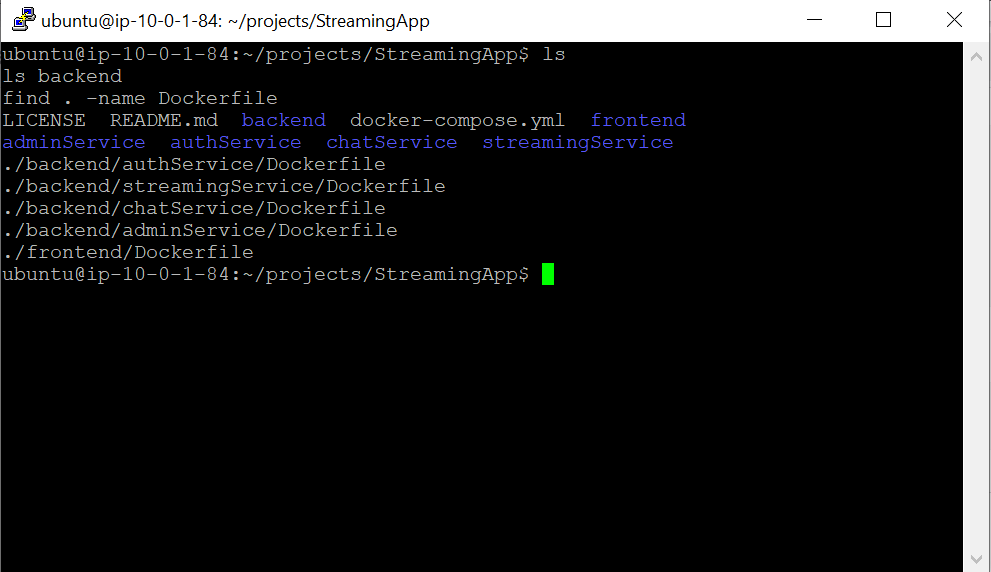 ubuntu@ip-10-0-1-84: ~/projects/StreamingApp
ubuntu@ip-10-0-1-84:~/projects/StreamingApp$ ls
ls backend
find . -name Dockerfile
LICENSE  README.md  backend  docker-compose.yml  frontend
adminService  authService  chatService  streamingService
./backend/authService/Dockerfile
./backend/streamingService/Dockerfile
./backend/chatService/Dockerfile
./backend/adminService/Dockerfile
./frontend/Dockerfile
ubuntu@ip-10-0-1-84:~/projects/StreamingApp$